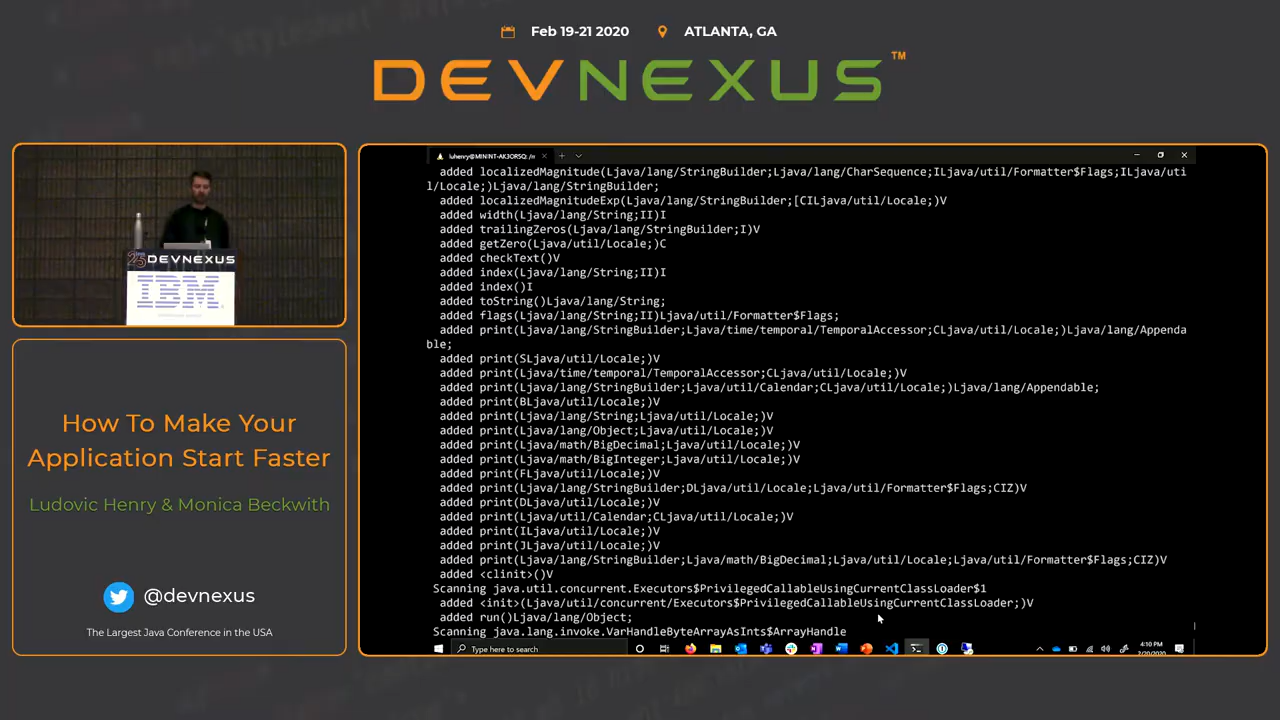 Feb 19-21 2020
ATLANTA, GA
DEVNEXUS™
DEVNEXUS
IBM
How To Make Your
Application Start Faster
Ludovic Henry & Monica Beckwith
@devnexus
The Largest Java Conference in the USA
added localizedMagnitude(Ljava/lang/StringBuilder;Ljava/lang/CharSequence;ILjava/util/Formatter$Flags;ILjava/uti
l/Locale;)Ljava/lang/StringBuilder;
added localizedMagnitudeExp(Ljava/lang/StringBuilder;[CILjava/util/Locale;)V
added width(Ljava/lang/String;II)I
added trailingZeros(Ljava/lang/StringBuilder;I)V
added getZero(Ljava/util/Locale;)C
added checkText()V
added index(Ljava/lang/String;II)I
added index()I
added toString()Ljava/lang/String;
added flags(Ljava/lang/String;II)Ljava/util/Formatter$Flags;
added print(Ljava/lang/StringBuilder;Ljava/time/temporal/TemporalAccessor;CLjava/util/Locale;)Ljava/lang/Appenda
ble;
added print(SLjava/util/Locale;)V
added print(Ljava/time/temporal/TemporalAccessor;CLjava/util/Locale;)V
added print(Ljava/lang/StringBuilder;Ljava/util/Calendar;CLjava/util/Locale;)Ljava/lang/Appendable;
added print(BLjava/util/Locale;)V
added print(Ljava/lang/String;Ljava/util/Locale;)V
added print(Ljava/lang/Object;Ljava/util/Locale;)V
added print(Ljava/math/BigDecimal;Ljava/util/Locale;)V
added print(Ljava/math/BigInteger;Ljava/util/Locale;)V
added print(FLjava/util/Locale;)V
added print(Ljava/lang/StringBuilder;DLjava/util/Locale;Ljava/util/Formatter$Flags;CIZ)V
added print(DLjava/util/Locale;)V
added print(Ljava/util/Calendar;CLjava/util/Locale;)V
added print(ILjava/util/Locale;)V
added print(JLjava/util/Locale;)V
added print(Ljava/lang/StringBuilder;Ljava/math/BigDecimal;Ljava/util/Locale;Ljava/util/Formatter$Flags;CIZ)V
added <clinit>()V
Scanning java.util.concurrent.Executors$PrivilegedCallableUsingCurrentClassLoader$1
added <init>(Ljava/util/concurrent/Executors$PrivilegedCallableUsingCurrentClassLoader;)V
added run()Ljava/lang/Object;
Scanning java.lang.invoke.VarHandleByteArrayAsInts$ArrayHandle
Type here to search
4:10 PM
2/20/2020